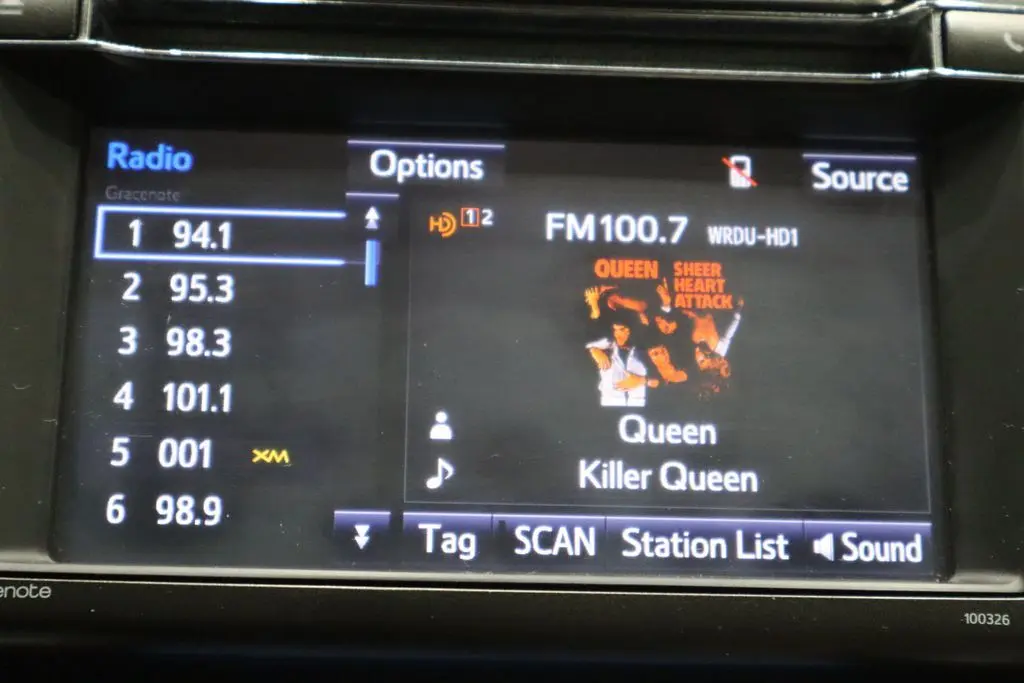 Radio
Options
Source
Gracenote
1 94.1
2 95.3
3 98.3
4 101.1
5 001 XM
6 98.9
HD 1 2
FM100.7 WRDU-HD1
QUEEN SHEER
HEART
ATTACK
Queen
Killer Queen
Tag
SCAN
Station List
Sound
enote
100326